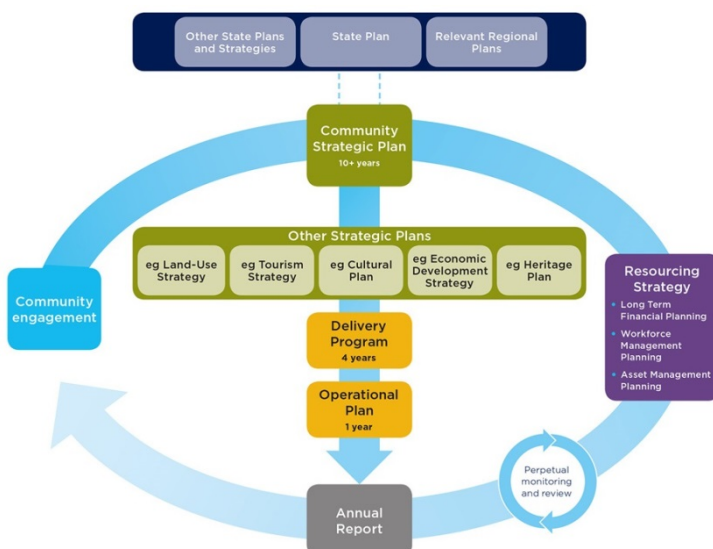 Other State Plans
and Strategies
State Plan
Relevant Regional
Plans
Community
Strategic Plan
10+ years
Other Strategic Plans
eg Land-Use
Strategy
eg Tourism
Strategy
eg Cultural
Plan
eg Economic
Development
Strategy
eg Heritage
Plan
Community
engagement
Resourcing
Strategy
• Long Term
Financial Planning
• Workforce
Management
Planning
• Asset Management
Planning
Delivery
Program
4 years
Operational
Plan
1 year
Perpetual
monitoring
and review
Annual
Report